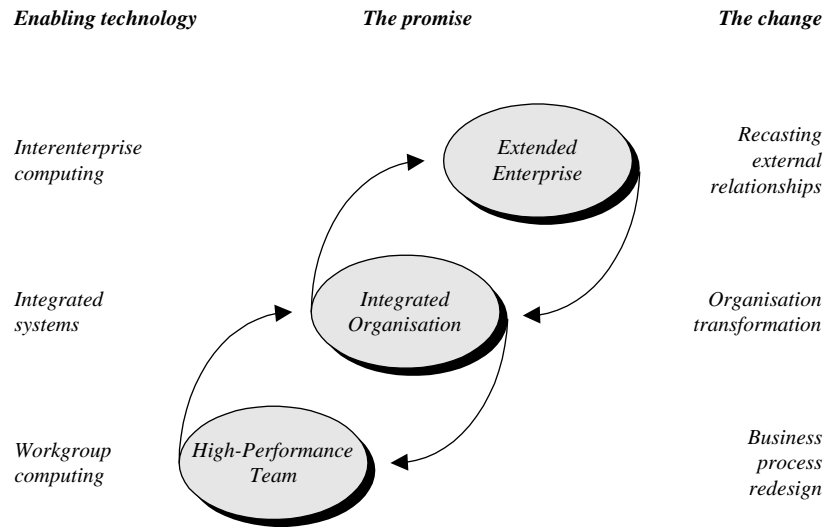 Enabling technology
The promise
The change
Interenterprise
computing
Extended
Enterprise
Recasting
external
relationships
Integrated
systems
Integrated
Organisation
Organisation
transformation
Workgroup
computing
High-Performance
Team
Business
process
redesign